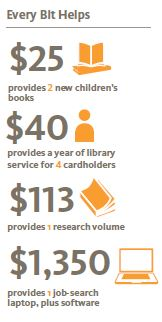 Every Bit Helps
$25
provides 2 new children's
books
$40
provides a year of library
service for 4 cardholders
$113
provides 1 research volume
$1,350
provides 1 job-search
laptop, plus software